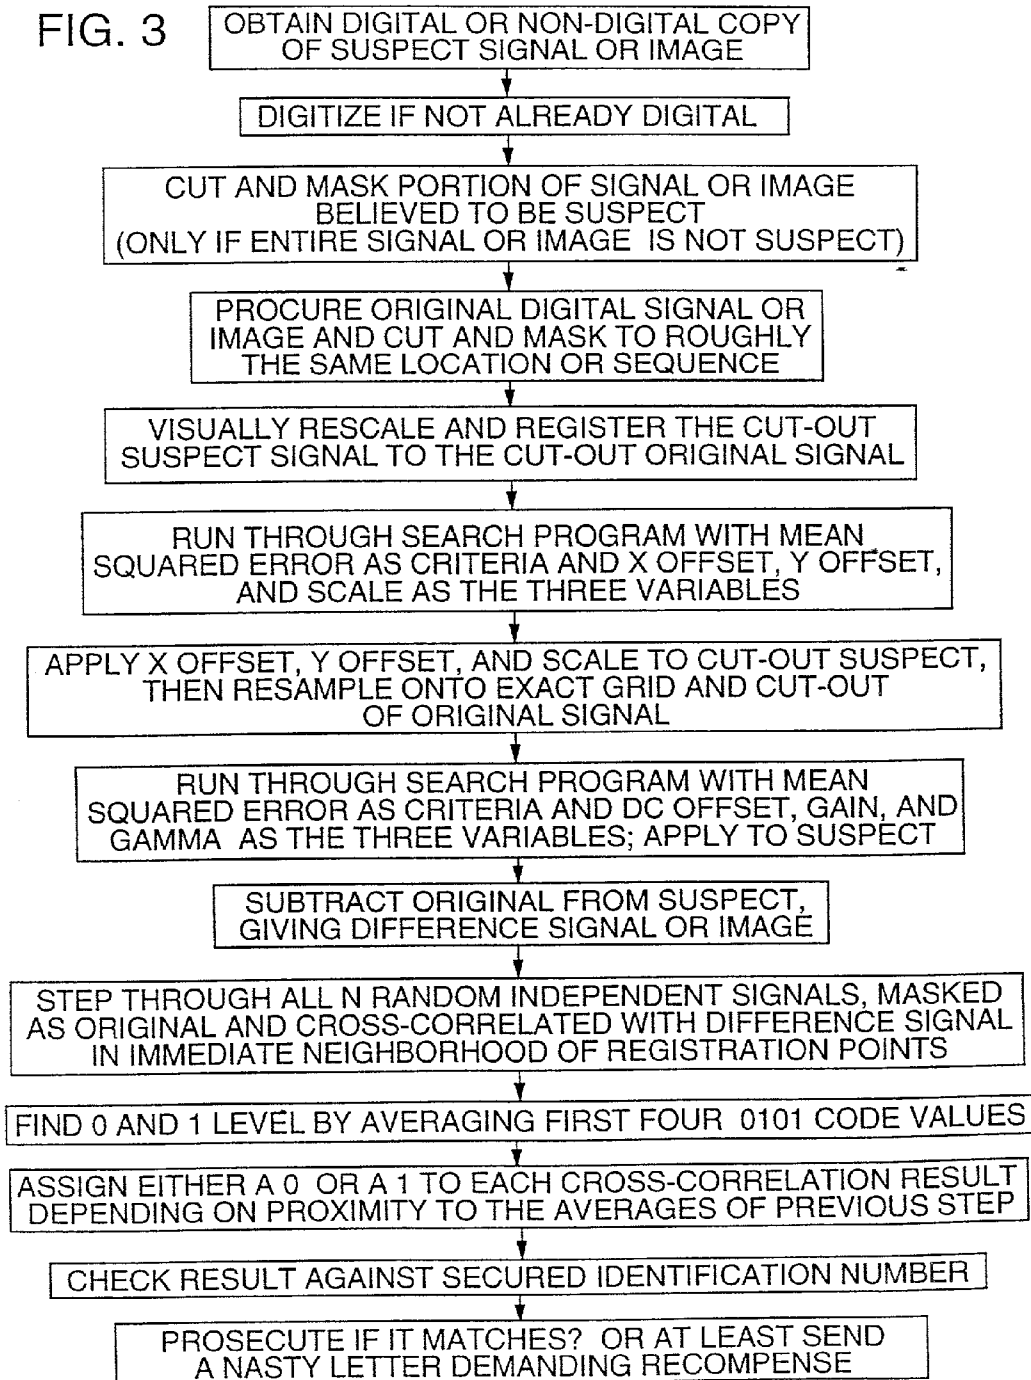 FIG. 3
OBTAIN DIGITAL OR NON-DIGITAL COPY
OF SUSPECT SIGNAL OR IMAGE
DIGITIZE IF NOT ALREADY DIGITAL
CUT AND MASK PORTION OF SIGNAL OR IMAGE
BELIEVED TO BE SUSPECT
(ONLY IF ENTIRE SIGNAL OR IMAGE IS NOT SUSPECT)
PROCURE ORIGINAL DIGITAL SIGNAL OR
IMAGE AND CUT AND MASK TO ROUGHLY
THE SAME LOCATION OR SEQUENCE
VISUALLY RESCALE AND REGISTER THE CUT-OUT
SUSPECT SIGNAL TO THE CUT-OUT ORIGINAL SIGNAL
RUN THROUGH SEARCH PROGRAM WITH MEAN
SQUARED ERROR AS CRITERIA AND X OFFSET, Y OFFSET,
AND SCALE AS THE THREE VARIABLES
APPLY X OFFSET, Y OFFSET, AND SCALE TO CUT-OUT SUSPECT,
THEN RESAMPLE ONTO EXACT GRID AND CUT-OUT
OF ORIGINAL SIGNAL
RUN THROUGH SEARCH PROGRAM WITH MEAN
SQUARED ERROR AS CRITERIA AND DC OFFSET, GAIN, AND
GAMMA AS THE THREE VARIABLES; APPLY TO SUSPECT
SUBTRACT ORIGINAL FROM SUSPECT,
GIVING DIFFERENCE SIGNAL OR IMAGE
STEP THROUGH ALL N RANDOM INDEPENDENT SIGNALS, MASKED
AS ORIGINAL AND CROSS-CORRELATED WITH DIFFERENCE SIGNAL
IN IMMEDIATE NEIGHBORHOOD OF REGISTRATION POINTS
FIND 0 AND 1 LEVEL BY AVERAGING FIRST FOUR 0101 CODE VALUES
ASSIGN EITHER A 0 OR A 1 TO EACH CROSS-CORRELATION RESULT
DEPENDING ON PROXIMITY TO THE AVERAGES OF PREVIOUS STEP
CHECK RESULT AGAINST SECURED IDENTIFICATION NUMBER
PROSECUTE IF IT MATCHES? OR AT LEAST SEND
A NASTY LETTER DEMANDING RECOMPENSE